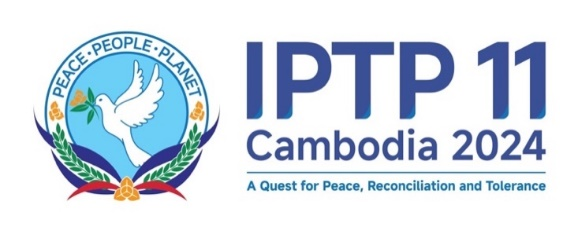 PEACE • PEOPLE • PLANET
IPTP 11
Cambodia 2024
A Quest for Peace, Reconciliation and Tolerance